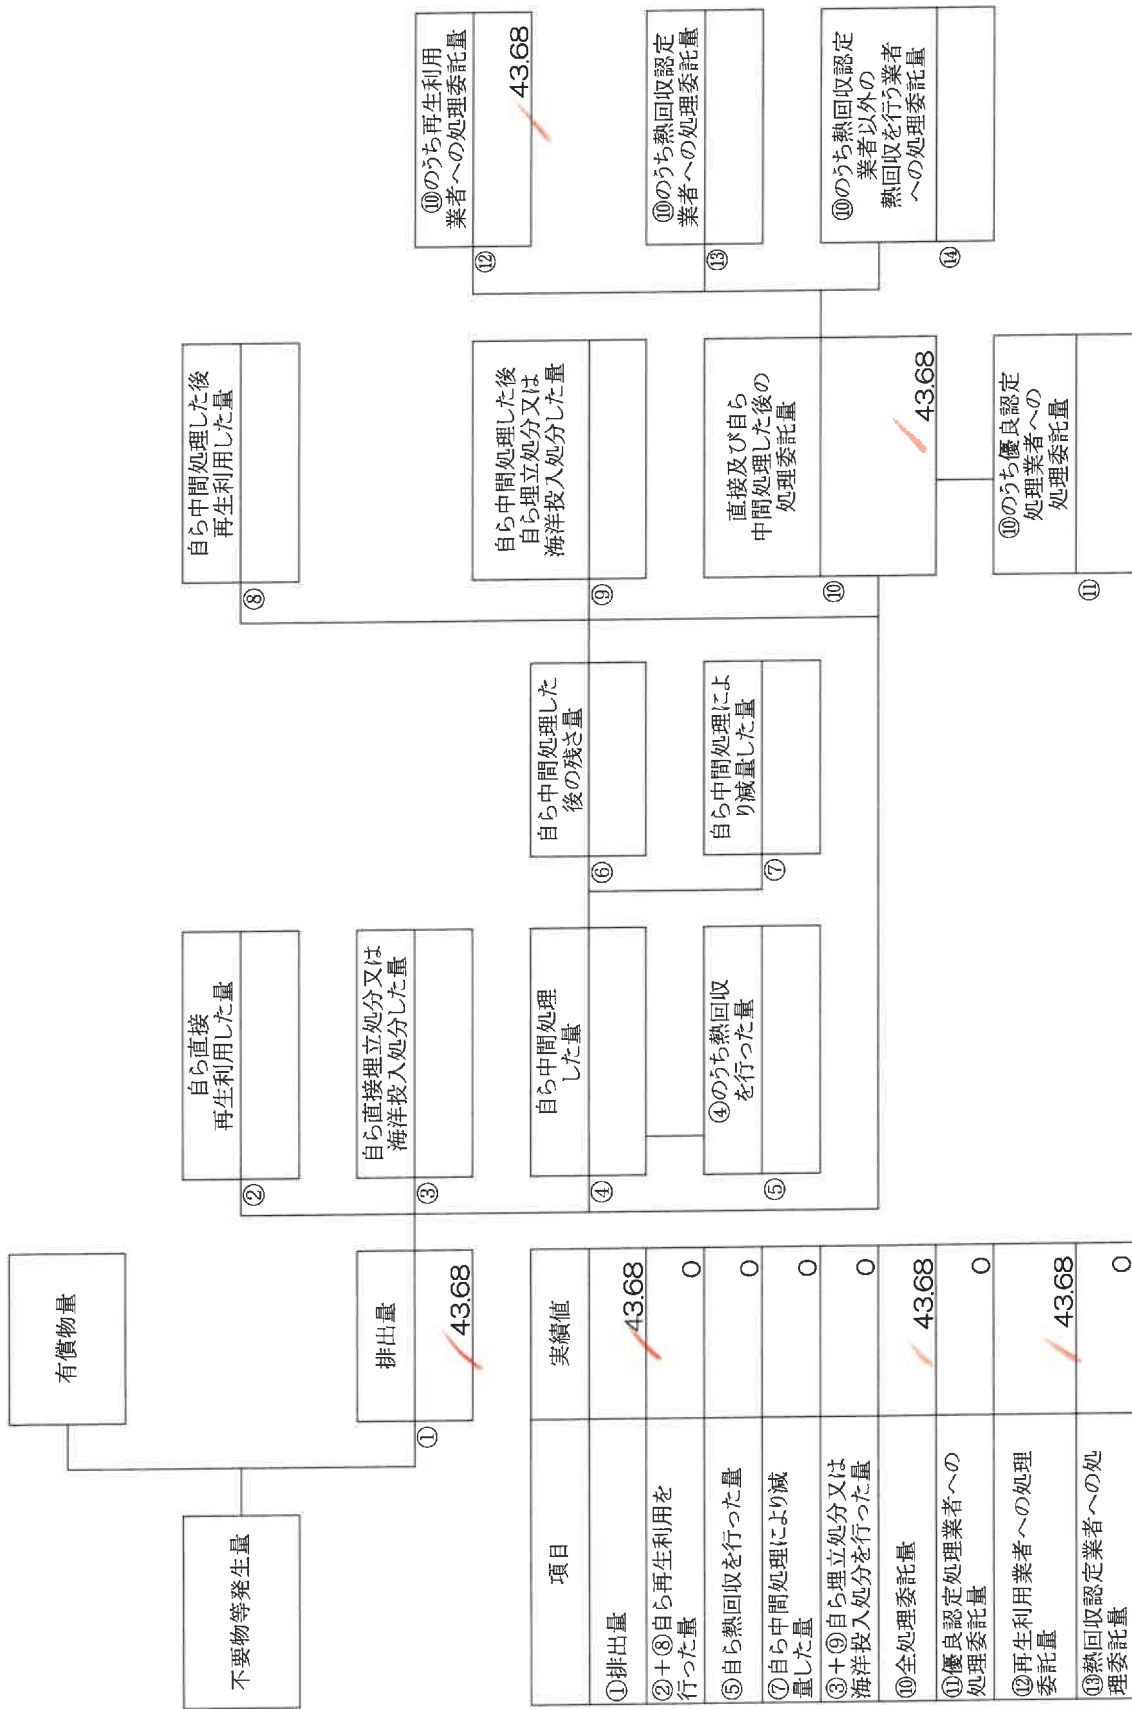 不要物等発生量
有償物量
排出量
①
43.68
自ら直接
再生利用した量
②
自ら直接埋立処分又は
海洋投入処分した量
③
自ら中間処理
した量
④
④のうち熱回収
を行った量
⑤
自ら中間処理した
後の残さ量
⑥
自ら中間処理によ
り減量した量
⑦
自ら中間処理した後
再生利用した量
⑧
自ら中間処理した後
自ら埋立処分又は
海洋投入処分した量
⑨
直接及び自ら
中間処理した後の
処理委託量
⑩
43.68
⑩のうち優良認定
処理業者への
処理委託量
⑪
⑩のうち再生利用
業者への処理委託量
⑫
43.68
⑩のうち熱回収認定
業者への処理委託量
⑬
⑩のうち熱回収認定
業者以外の
熱回収を行う業者
への処理委託量
⑭
項目 実績値
①排出量 43.68
②+⑧自ら再生利用を
行った量 0
⑤自ら熱回収を行った量 0
⑦自ら中間処理により減
量した量 0
③+⑨自ら埋立処分又は
海洋投入処分を行った量 0
⑩全処理委託量 43.68
⑪優良認定処理業者への
処理委託量 0
⑫再生利用業者への処理
委託量 43.68
⑬熱回収認定業者への処
理委託量 0